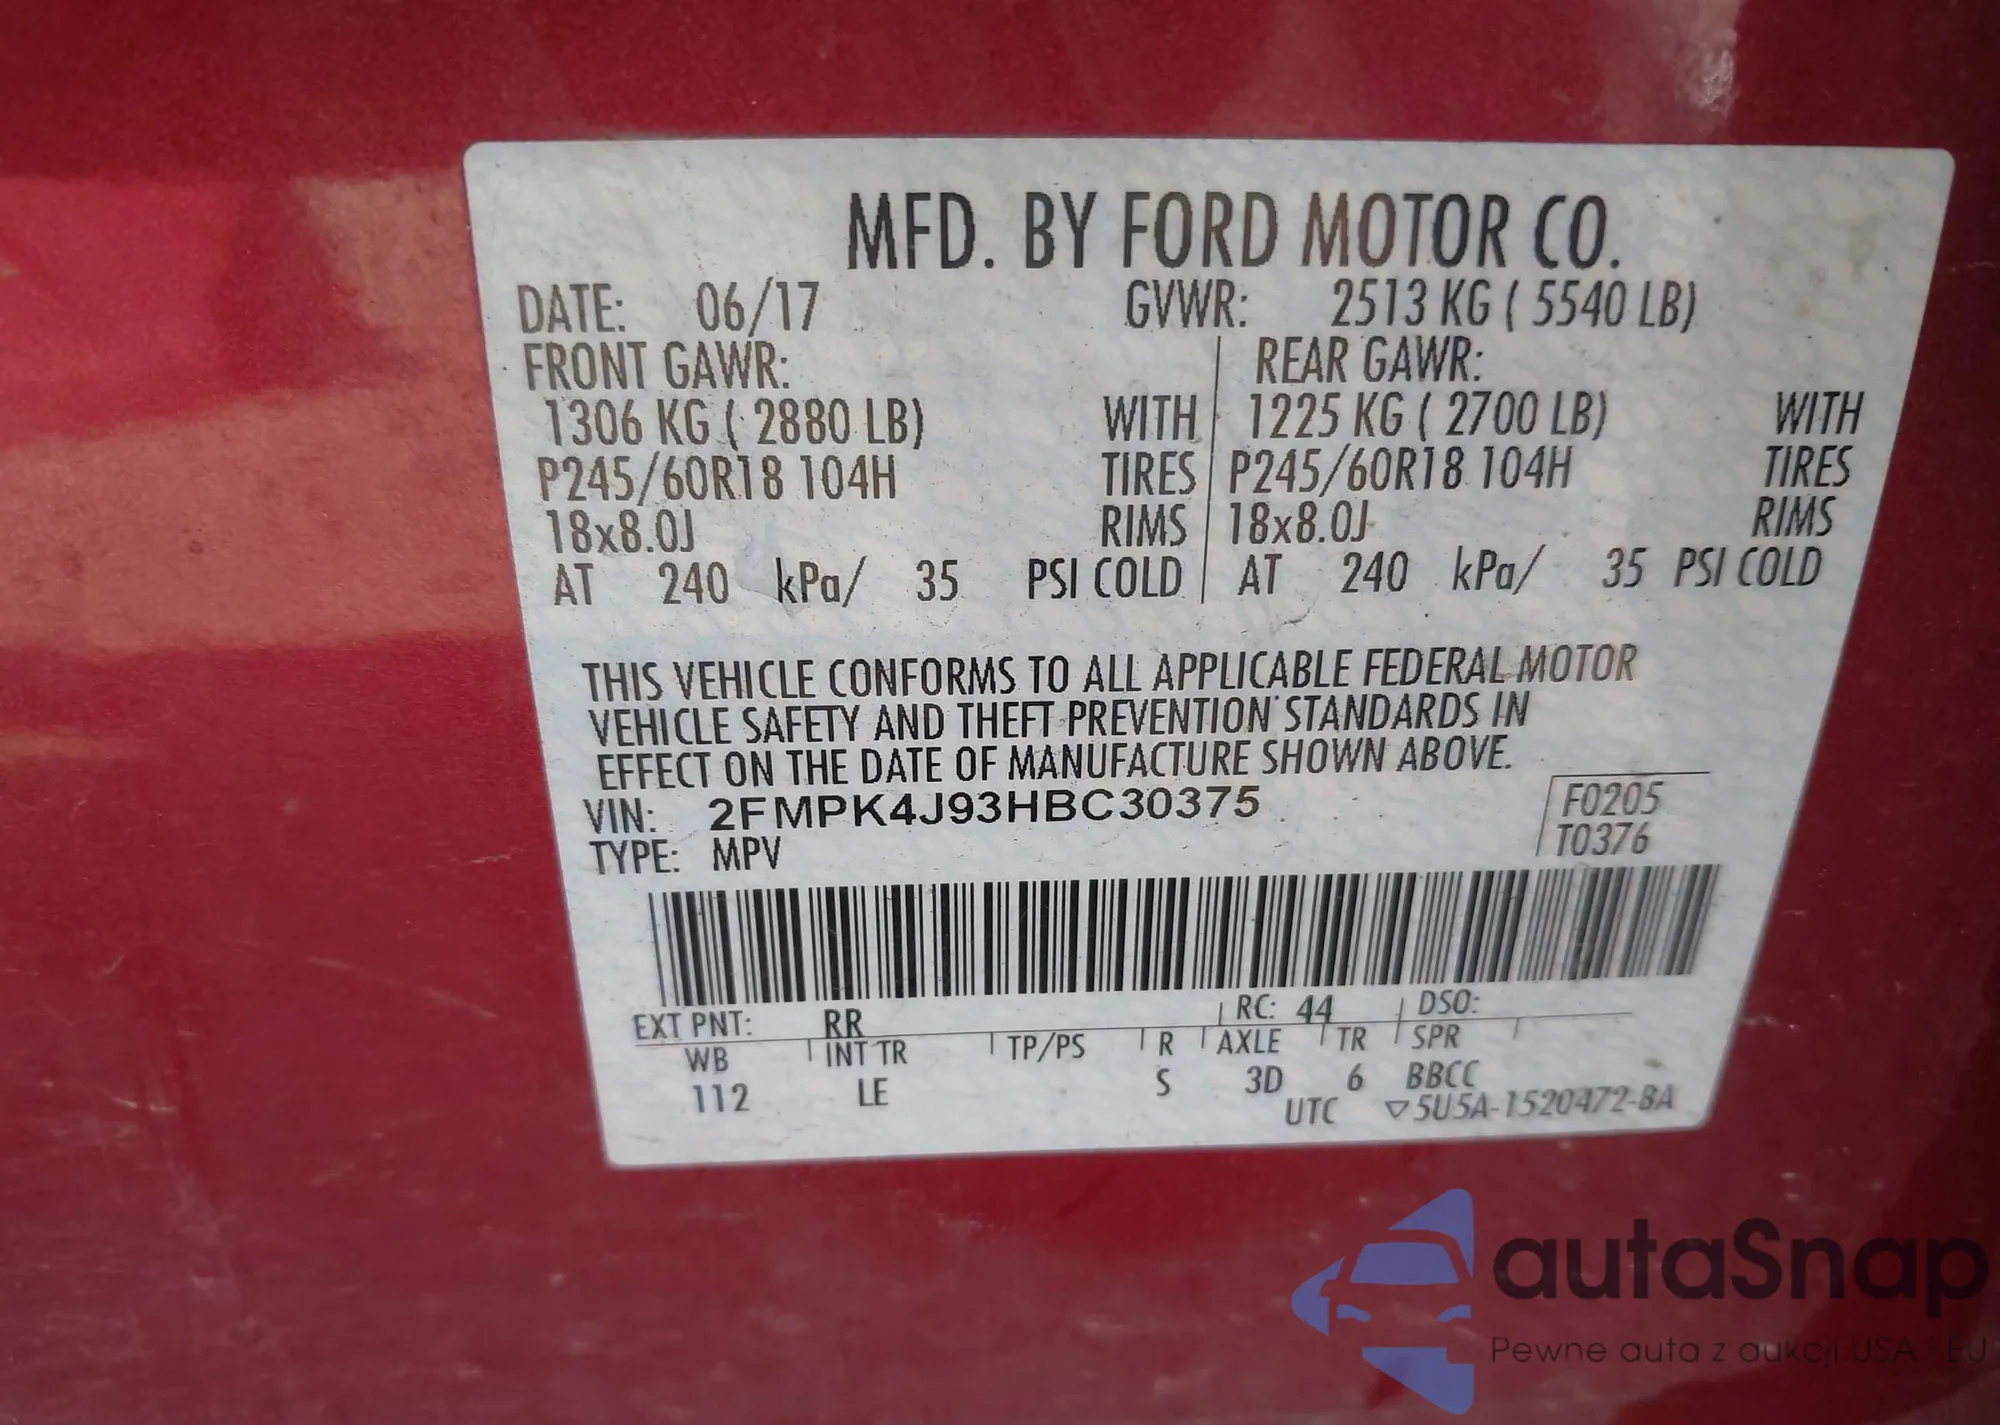 MFD. BY FORD MOTOR CO.
DATE: 06/17 GVWR: 2513 KG ( 5540 LB)
FRONT GAWR: REAR GAWR:
1306 KG ( 2880 LB) WITH 1225 KG ( 2700 LB) WITH
P245/60R18 104H TIRES P245/60R18 104H TIRES
18x8.0J RIMS 18x8.0J RIMS
AT 240 kPa/ 35 PSI COLD AT 240 kPa/ 35 PSI COLD
THIS VEHICLE CONFORMS TO ALL APPLICABLE FEDERAL MOTOR
VEHICLE SAFETY AND THEFT PREVENTION STANDARDS IN
EFFECT ON THE DATE OF MANUFACTURE SHOWN ABOVE.
VIN: 2FMPK4J93HBC30375 F0205
TYPE: MPV T0376
EXT PNT: RR RC: 44 DSO:
WB INT TR TP/PS R AXLE TR SPR
112 LE S 3D 6 BBCC
UTC ▽5U5A-1520472-BA
autaSnap
Pewne auta z aukcji USA - EU